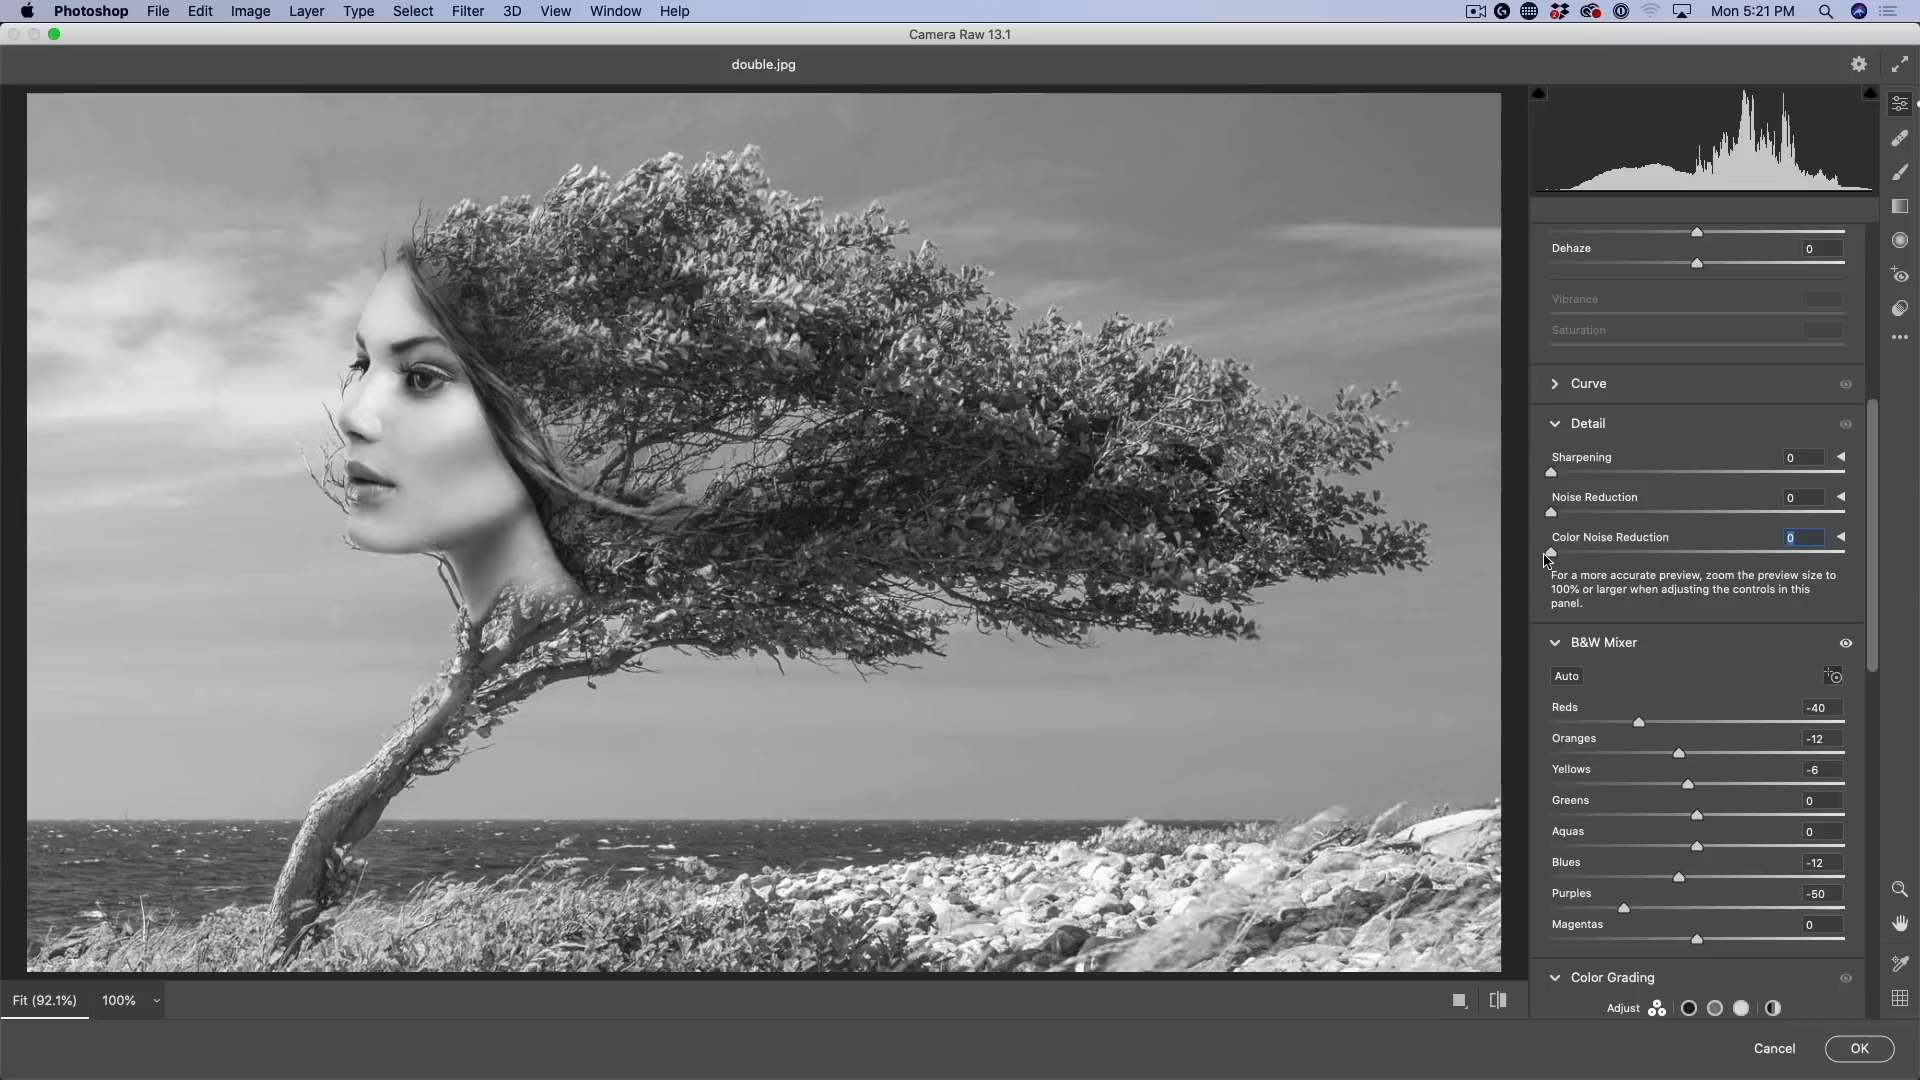 Photoshop File Edit Image Layer Type Select Filter 3D View Window Help Mon 5:21 PM
Camera Raw 13.1
double.jpg
Dehaze 0
Vibrance
Saturation
Curve
Detail
Sharpening 0
Noise Reduction 0
Color Noise Reduction 0
For a more accurate preview, zoom the preview size to
100% or larger when adjusting the controls in this
panel.
B&W Mixer
Auto
Reds -40
Oranges -12
Yellows -6
Greens 0
Aquas 0
Blues -12
Purples -50
Magentas 0
Color Grading
Adjust
Fit (92.1%) 100%
Cancel OK